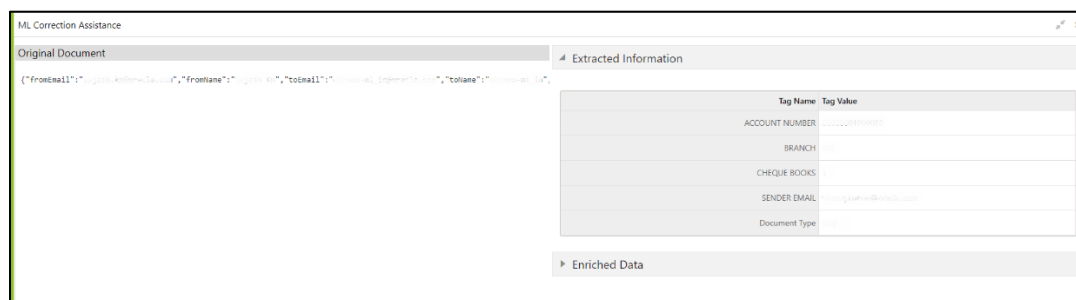 ML Correction Assistance
Original Document
{"fromEmail":" ","fromName":" ","toEmail":" ","toName":" ",
Extracted Information
Tag Name Tag Value
ACCOUNT NUMBER
BRANCH
CHEQUE BOOKS
SENDER EMAIL
Document Type
Enriched Data